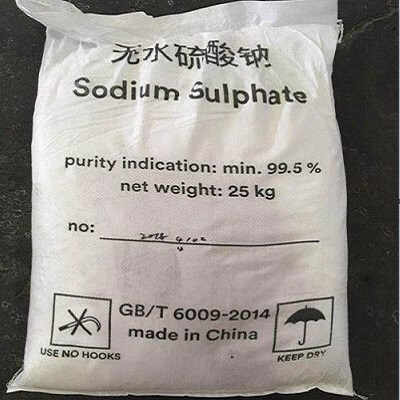 无水硫酸钠
Sodium Sulphate
purity indication: min. 99.5 %
net weight: 25 kg
no:
GB/T 6009-2014
made in China
USE NO HOOKS
KEEP DRY